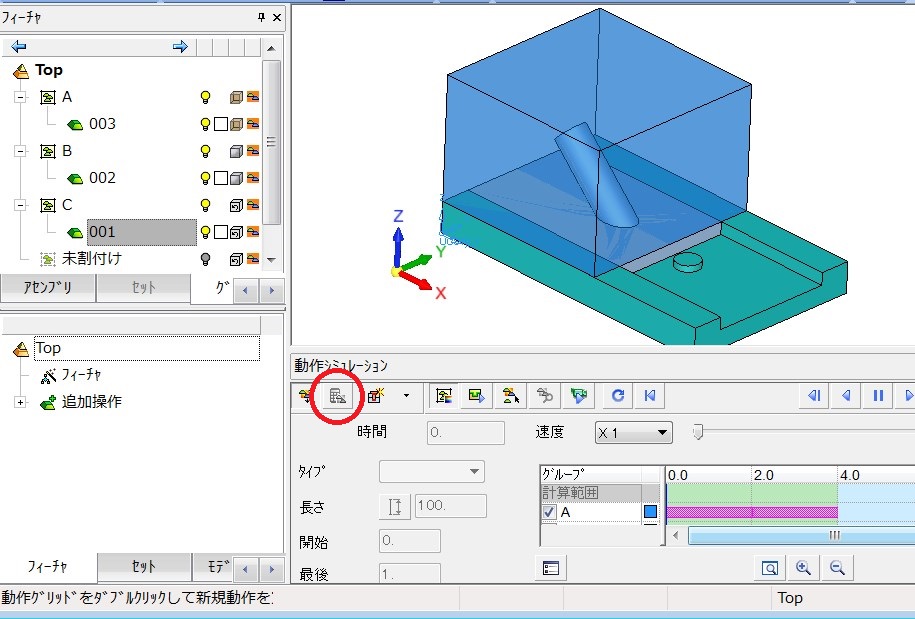 フィーチャ
Top
A
003
B
002
C
001
未割付け
アセンブリ
セット
グ
Top
フィーチャ
追加操作
フィーチャ
セット
モデ
Z
Y
X
動作シミュレーション
時間
0.
速度
X 1
タイプ
長さ
100.
開始
0.
最後
1.
グループ
0.0
2.0
4.0
計算範囲
A
動作グリッドをダブルクリックして新規動作を
Top